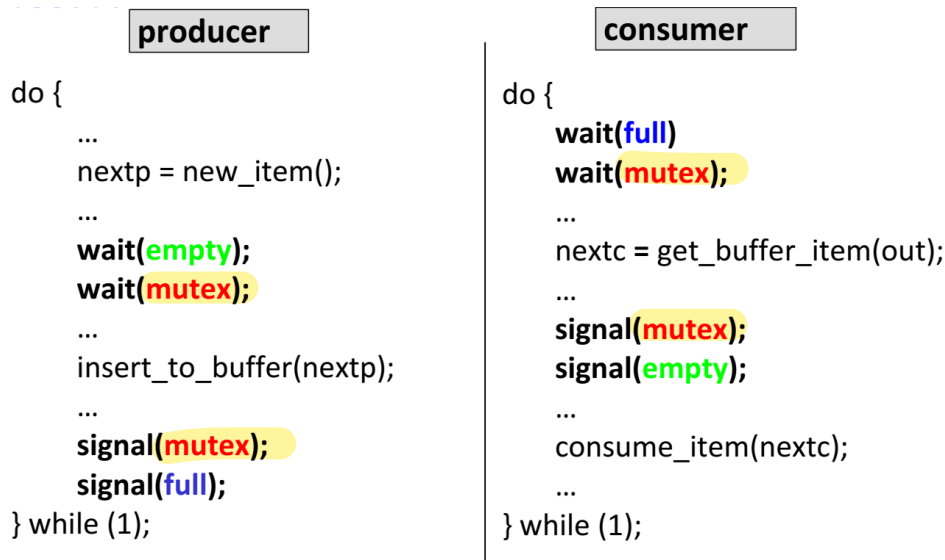 producer
do {
...
nextp = new_item();
...
wait(empty);
wait(mutex);
...
insert_to_buffer(nextp);
...
signal(mutex);
signal(full);
} while (1);
consumer
do {
wait(full)
wait(mutex);
...
nextc = get_buffer_item(out);
...
signal(mutex);
signal(empty);
...
consume_item(nextc);
...
} while (1);